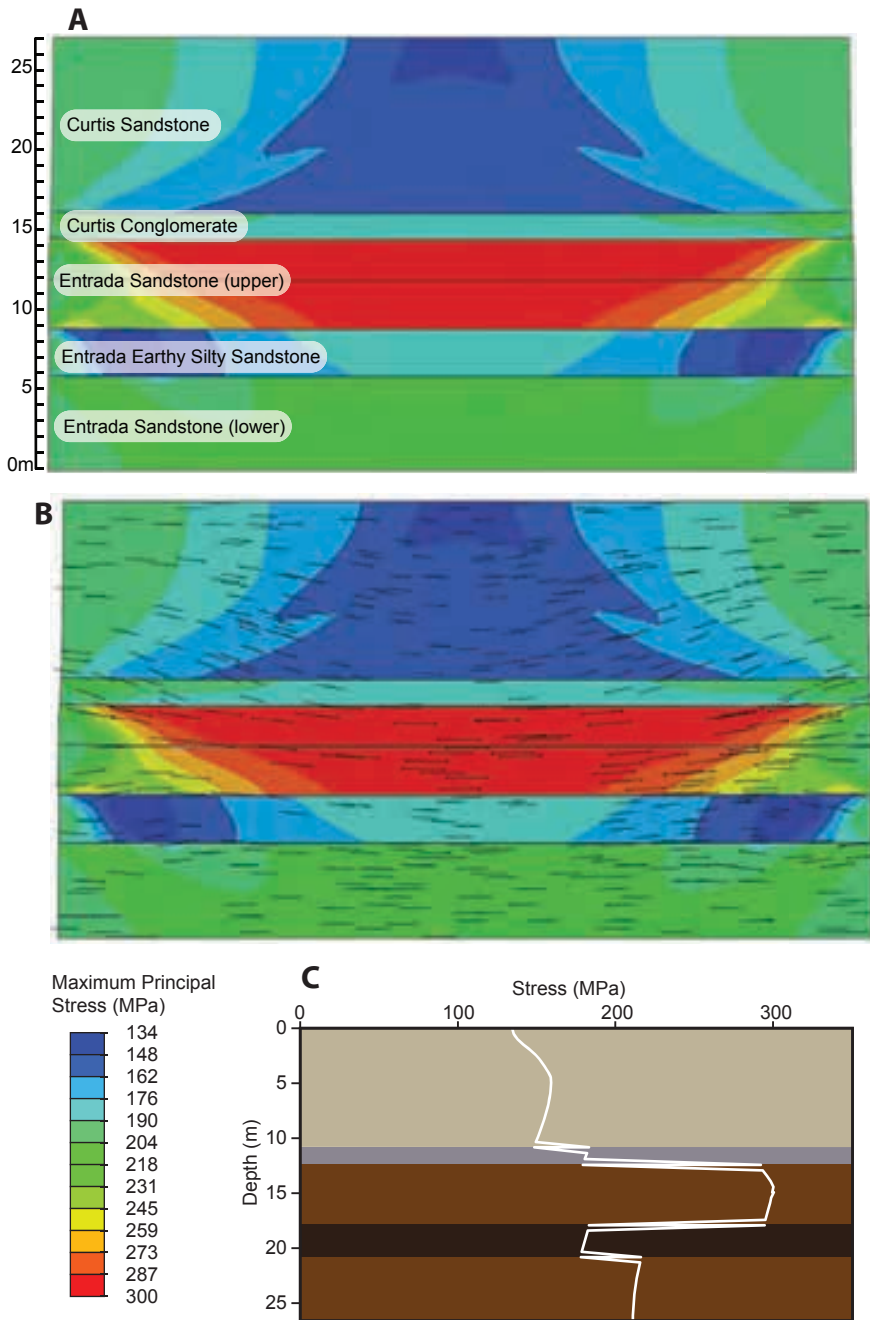 A
25
Curtis Sandstone
20
15
Curtis Conglomerate
Entrada Sandstone (upper)
10
Entrada Earthy Silty Sandstone
5
Entrada Sandstone (lower)
0m
B
Maximum Principal
Stress (MPa)
134
148
162
176
190
204
218
231
245
259
273
287
300
C
Stress (MPa)
0 100 200 300
Depth (m)
0
5
10
15
20
25